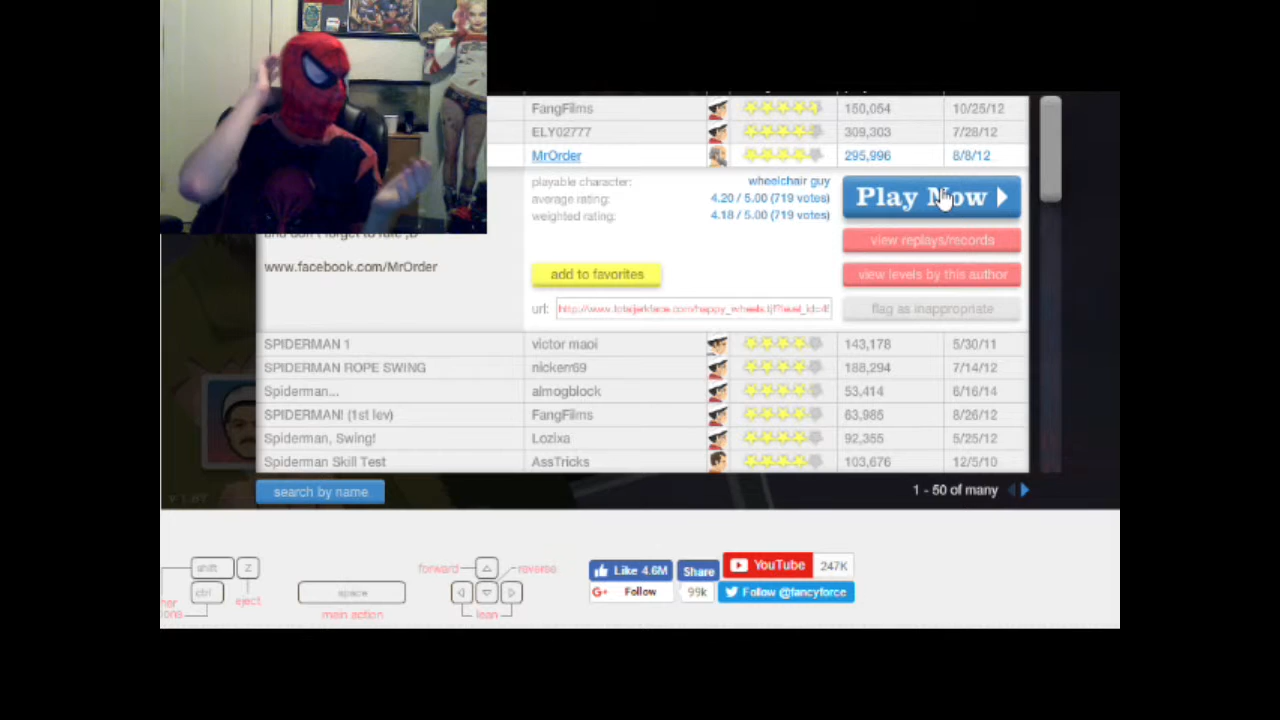 FangFilms 150,054 10/25/12
ELY02777 309,303 7/28/12
MrOrder 295,996 8/8/12
playable character: wheelchair guy
average rating: 4.20 / 5.00 (719 votes)
weighted rating: 4.18 / 5.00 (719 votes)
Play Now
view replays/records
and don't forget to rate ;D
www.facebook.com/MrOrder
add to favorites
view levels by this author
url:
flag as inappropriate
SPIDERMAN 1 victor maoi 143,178 5/30/11
SPIDERMAN ROPE SWING nickerr69 188,294 7/14/12
Spiderman... almogblock 53,414 6/16/14
SPIDERMAN! (1st lev) FangFilms 63,985 8/26/12
Spiderman, Swing! Lozixa 92,355 5/25/12
Spiderman Skill Test AssTricks 103,676 12/5/10
search by name
1 - 50 of many
shift Z
ctrl
eject
space
main action
forward reverse
lean
Like 4.6M Share
YouTube 247K
G+ Follow 99k
Follow @fancyforce